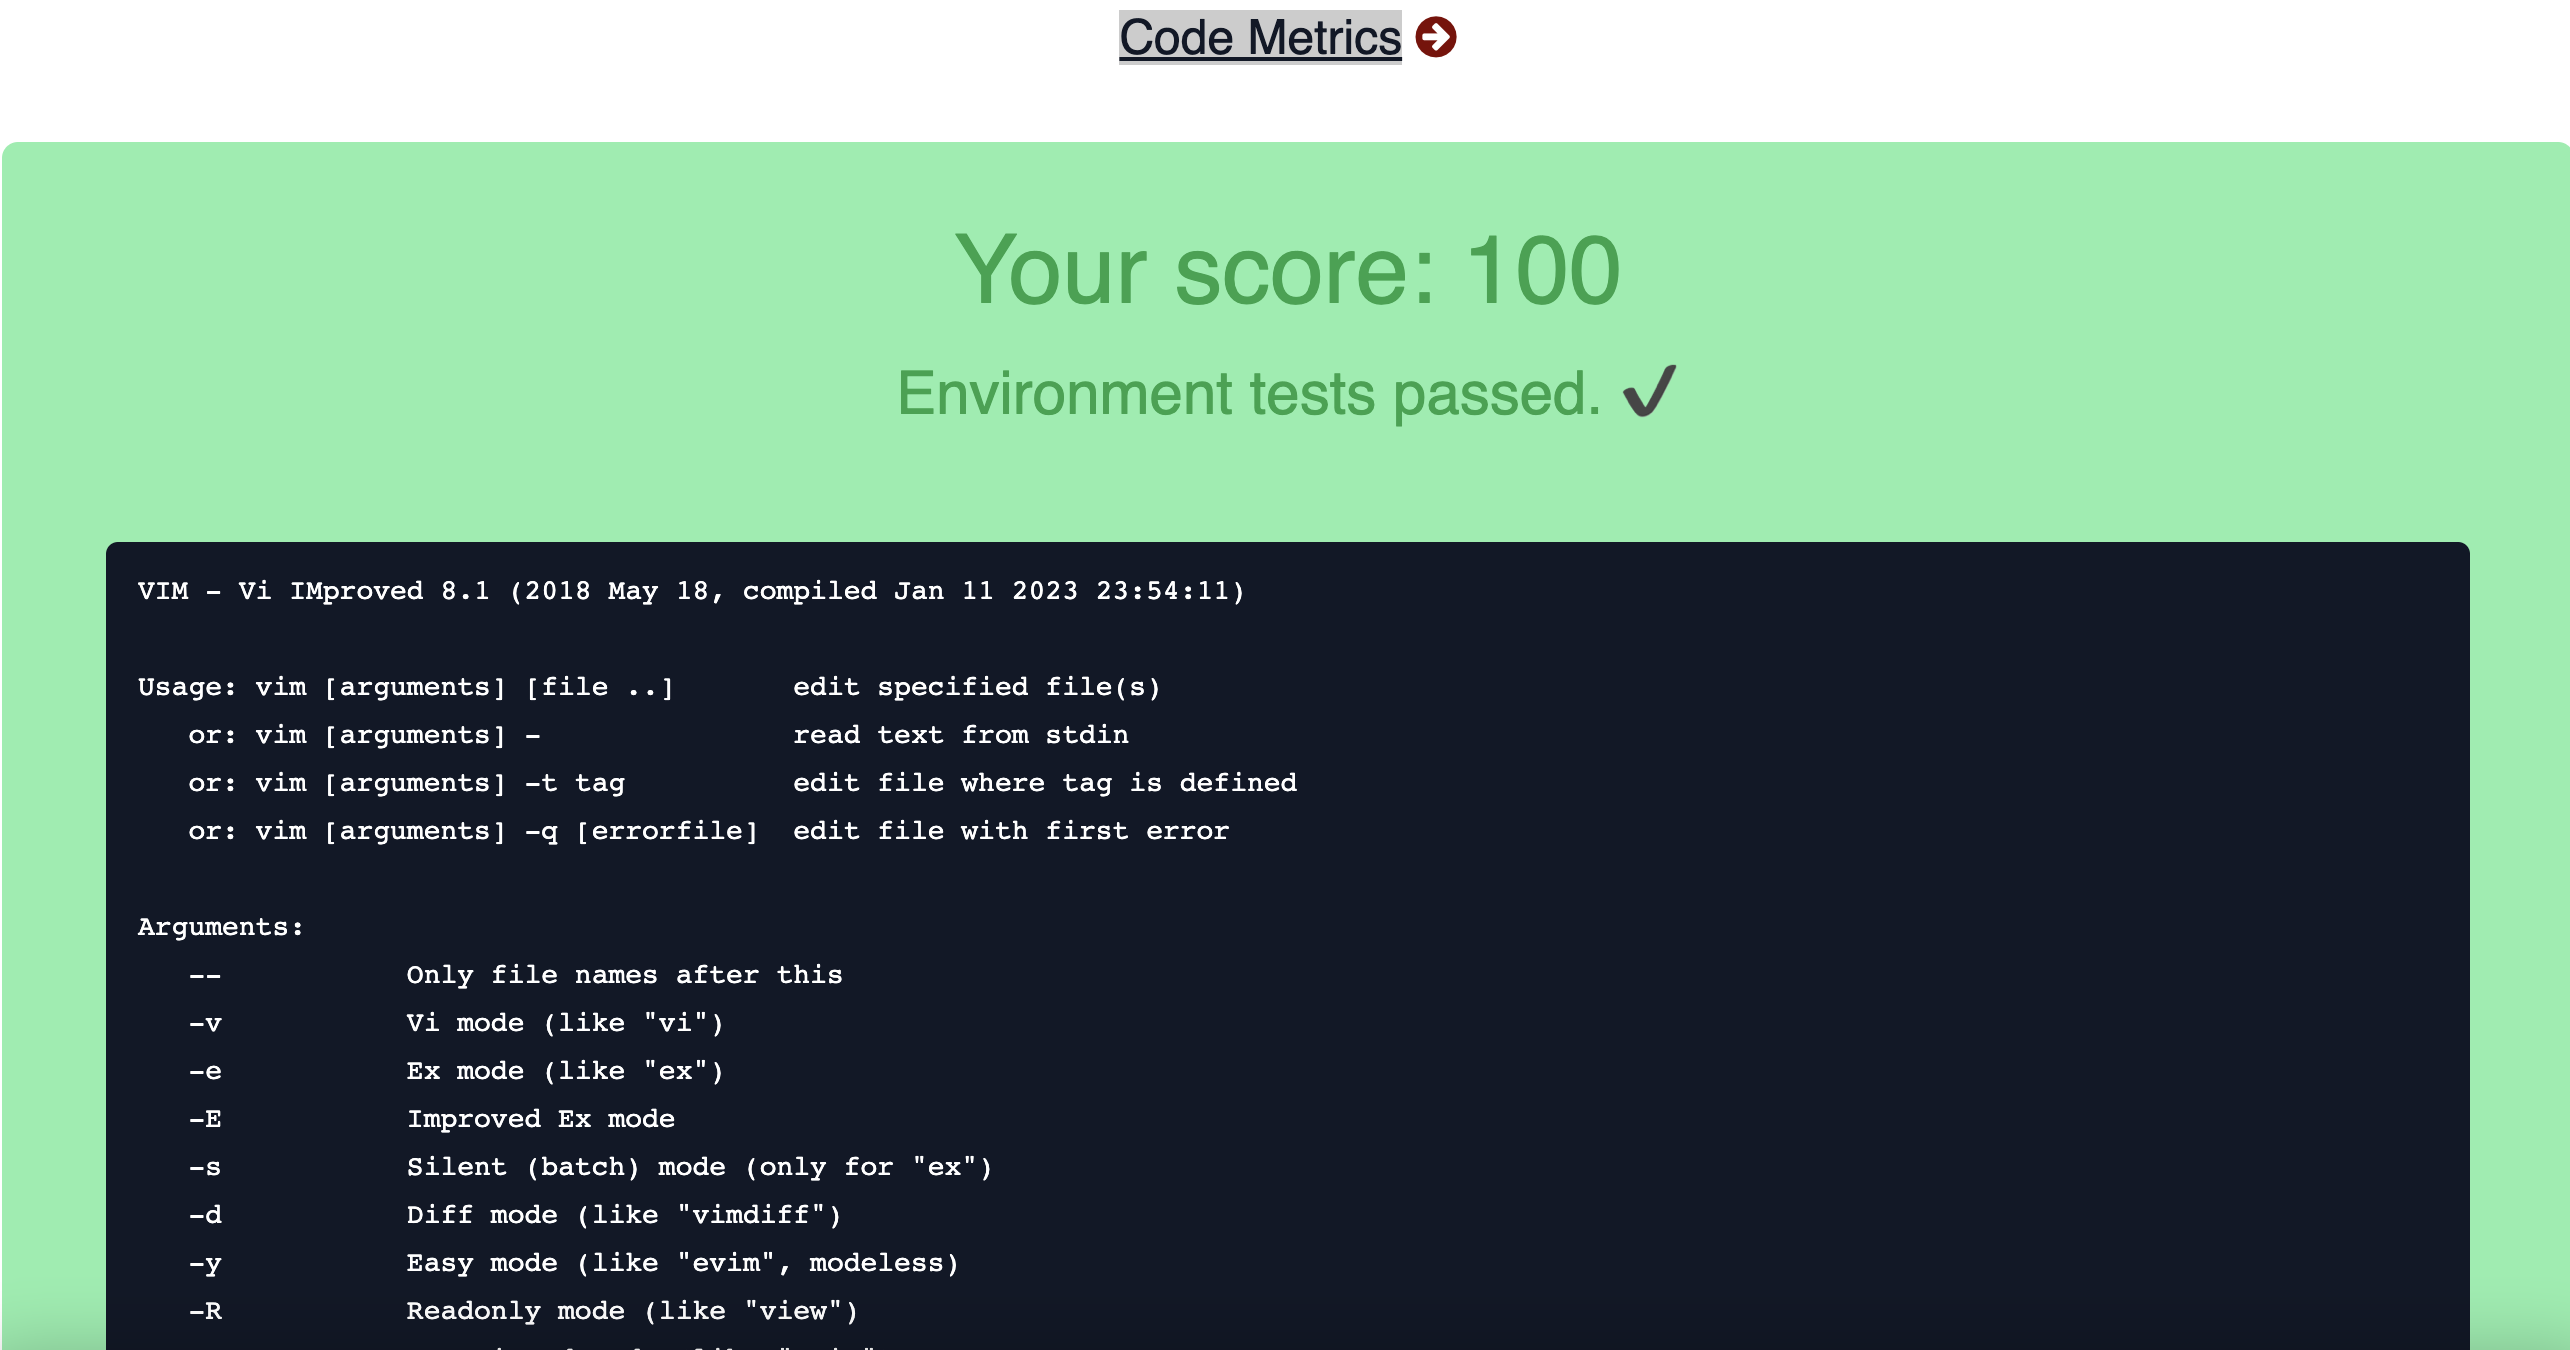 Code Metrics
Your score: 100
Environment tests passed. ✔
VIM - Vi IMproved 8.1 (2018 May 18, compiled Jan 11 2023 23:54:11)
Usage: vim [arguments] [file ..]       edit specified file(s)
   or: vim [arguments] -               read text from stdin
   or: vim [arguments] -t tag          edit file where tag is defined
   or: vim [arguments] -q [errorfile]  edit file with first error
Arguments:
   --           Only file names after this
   -v           Vi mode (like "vi")
   -e           Ex mode (like "ex")
   -E           Improved Ex mode
   -s           Silent (batch) mode (only for "ex")
   -d           Diff mode (like "vimdiff")
   -y           Easy mode (like "evim", modeless)
   -R           Readonly mode (like "view")